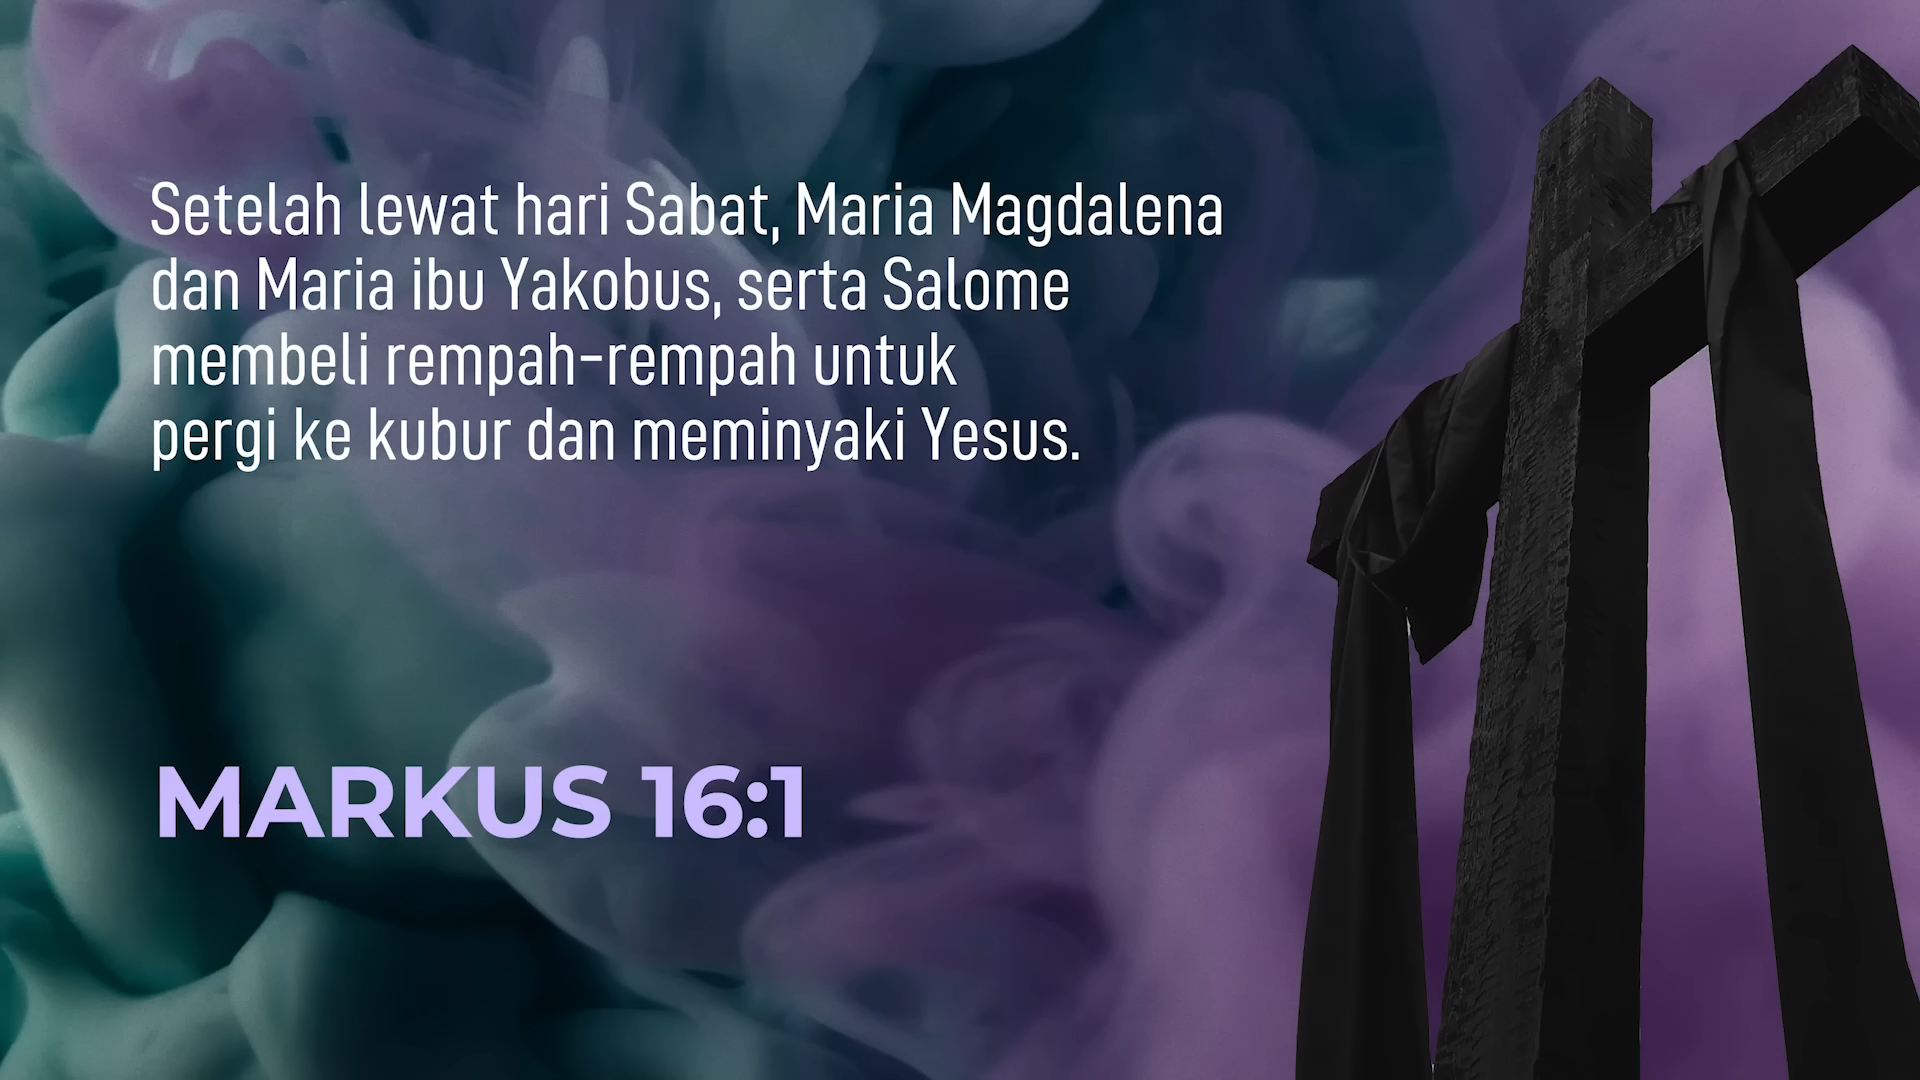 Setelah lewat hari Sabat, Maria Magdalena
dan Maria ibu Yakobus, serta Salome
membeli rempah-rempah untuk
pergi ke kubur dan meminyaki Yesus.
MARKUS 16:1